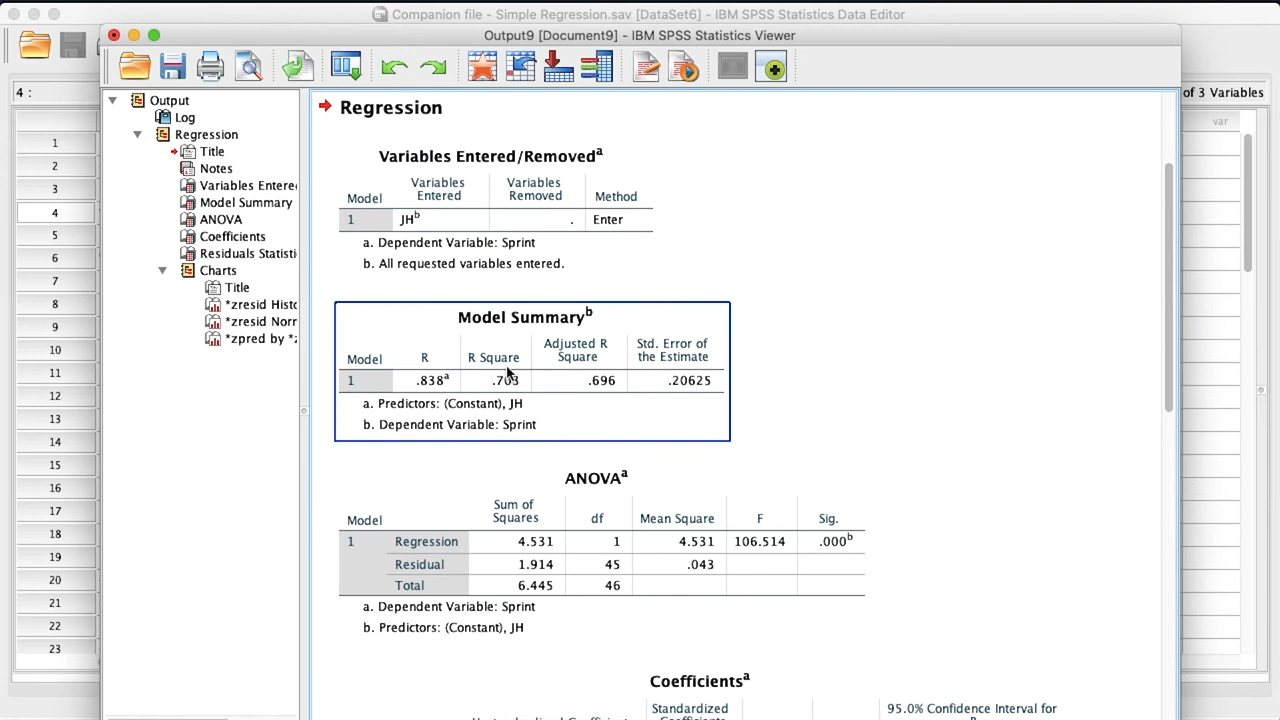 Companion file - Simple Regression.sav [DataSet6] - IBM SPSS Statistics Data Editor
Output9 [Document9] - IBM SPSS Statistics Viewer
4 :
of 3 Variables
var
1
2
3
4
5
6
7
8
9
10
11
12
13
14
15
16
17
18
19
20
21
22
23
Output
Log
Regression
Title
Notes
Variables Entere
Model Summary
ANOVA
Coefficients
Residuals Statisti
Charts
Title
*zresid Histo
*zresid Norr
*zpred by *z
Regression
Variables Entered/Removedᵃ
Model Variables Entered Variables Removed Method
1 JHᵇ . Enter
a. Dependent Variable: Sprint
b. All requested variables entered.
Model Summaryᵇ
Model R R Square Adjusted R Square Std. Error of the Estimate
1 .838ᵃ .703 .696 .20625
a. Predictors: (Constant), JH
b. Dependent Variable: Sprint
ANOVAᵃ
Model Sum of Squares df Mean Square F Sig.
1 Regression 4.531 1 4.531 106.514 .000ᵇ
Residual 1.914 45 .043
Total 6.445 46
a. Dependent Variable: Sprint
b. Predictors: (Constant), JH
Coefficientsᵃ
Standardized
95.0% Confidence Interval for